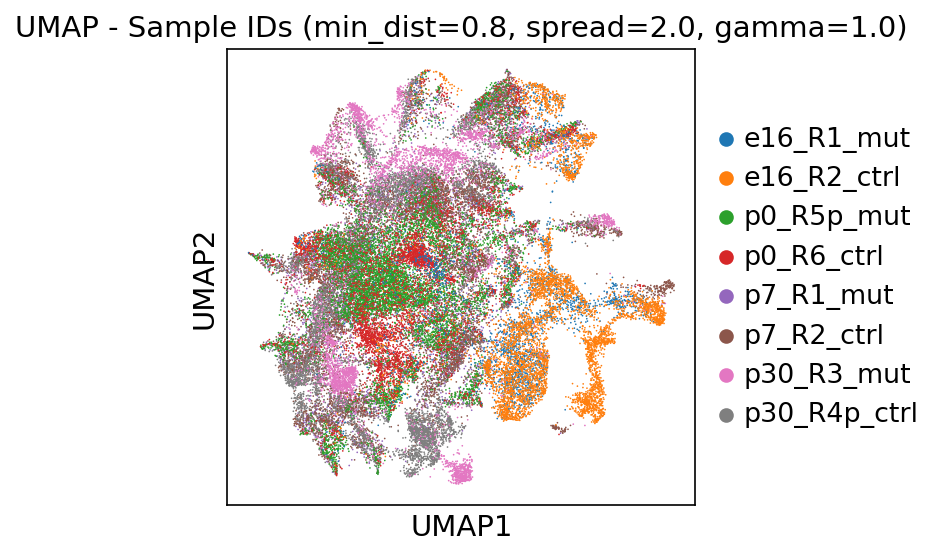 UMAP - Sample IDs (min_dist=0.8, spread=2.0, gamma=1.0)
UMAP2
e16_R1_mut
e16_R2_ctrl
p0_R5p_mut
p0_R6_ctrl
p7_R1_mut
p7_R2_ctrl
p30_R3_mut
p30_R4p_ctrl
UMAP1